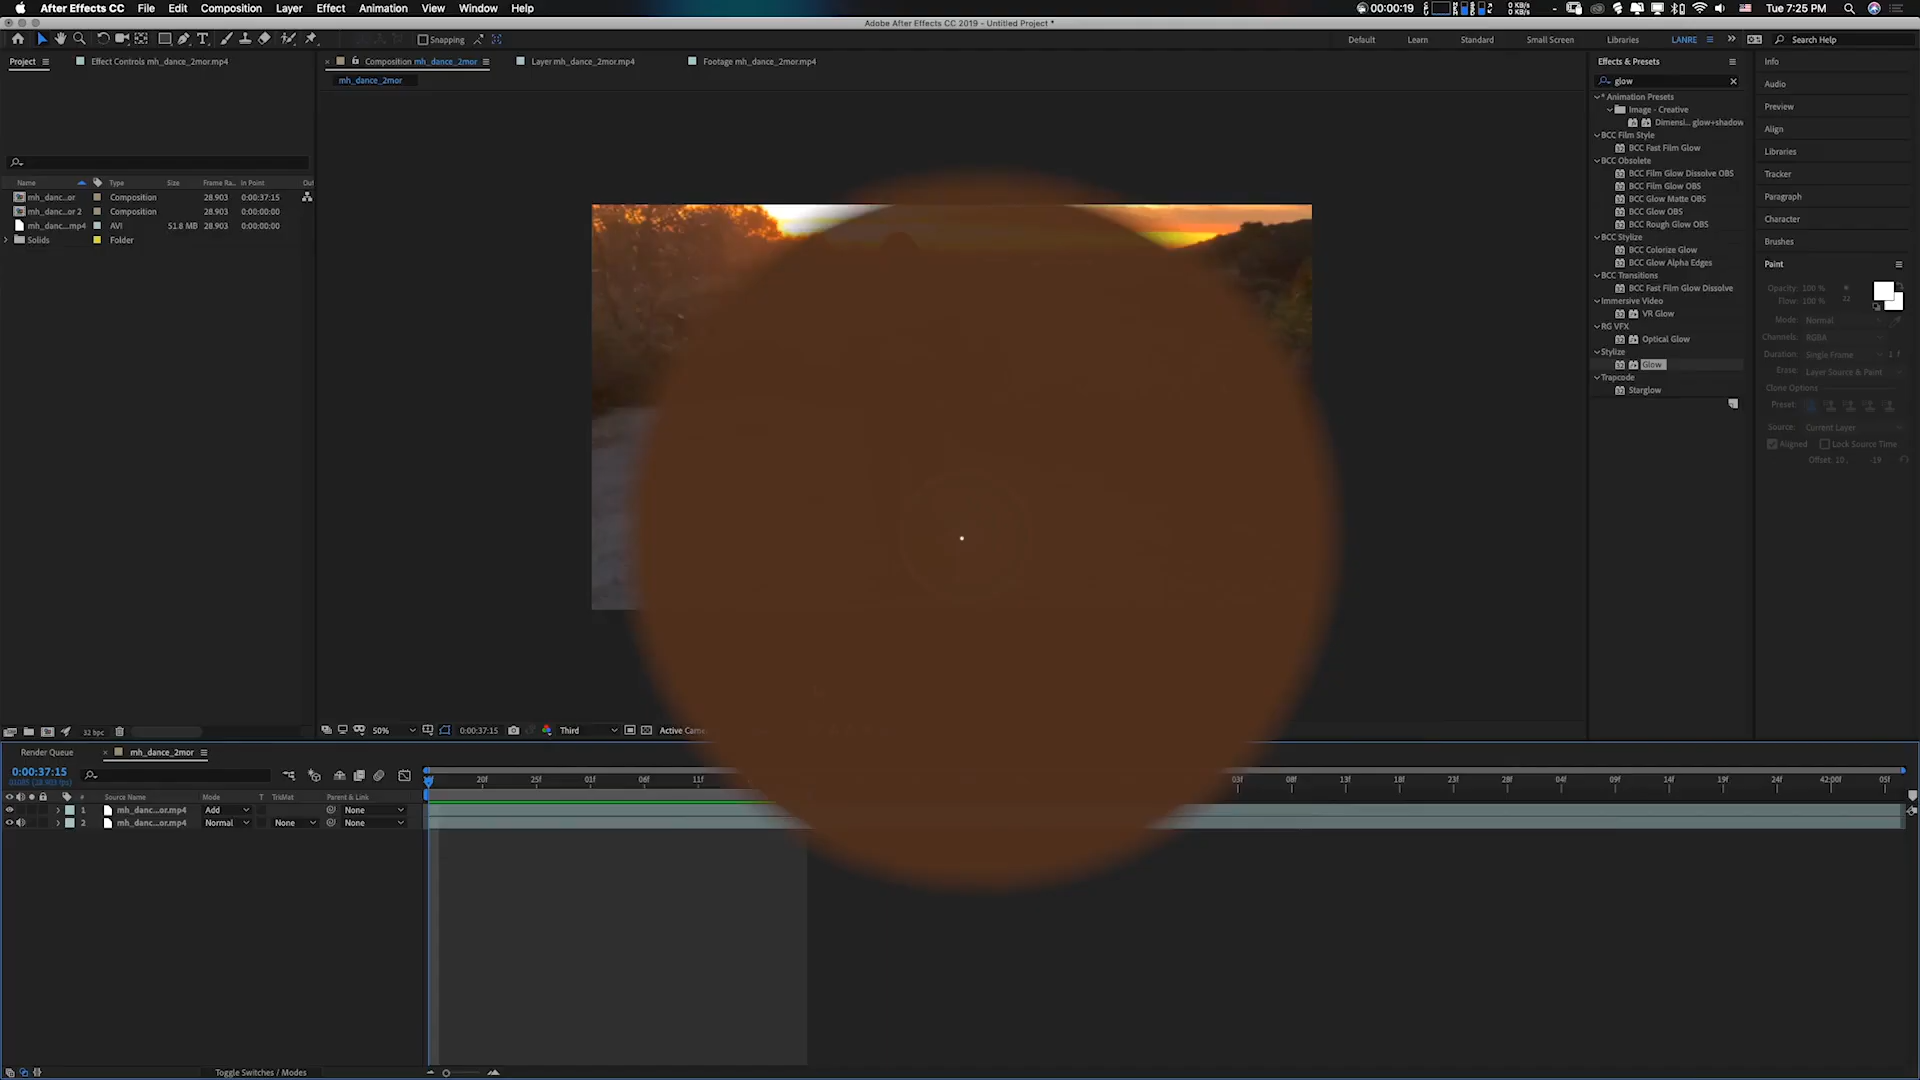 After Effects CC File Edit Composition Layer Effect Animation View Window Help 00:00:19 0 KB/s 0 KB/s Tue 7:25 PM
Adobe After Effects CC 2019 - Untitled Project *
Snapping Default Learn Standard Small Screen Libraries LANRE Search Help
Project Effect Controls mh_dance_2mor.mp4
Composition mh_dance_2mor Layer mh_dance_2mor.mp4 Footage mh_dance_2mor.mp4
mh_dance_2mor
Name Type Size Frame Ra... In Point Out
mh_danc...or Composition 28.903 0:00:37:15
mh_danc...or 2 Composition 28.903 0:00:00:00
mh_danc....mp4 AVI 51.8 MB 28.903 0:00:00:00
Solids Folder
Effects & Presets
glow
* Animation Presets
Image - Creative
Dimensi... glow+shadow
BCC Film Style
BCC Fast Film Glow
BCC Obsolete
BCC Film Glow Dissolve OBS
BCC Film Glow OBS
BCC Glow Matte OBS
BCC Glow OBS
BCC Rough Glow OBS
BCC Stylize
BCC Colorize Glow
BCC Glow Alpha Edges
BCC Transitions
BCC Fast Film Glow Dissolve
Immersive Video
VR Glow
RG VFX
Optical Glow
Stylize
Glow
Trapcode
Starglow
Info
Audio
Preview
Align
Libraries
Tracker
Paragraph
Character
Brushes
Paint
Opacity: 100 %
Flow: 100 % 22
Mode: Normal
Channels: RGBA
Duration: Single Frame 1 f
Erase: Layer Source & Paint
Clone Options
Preset:
Source: Current Layer
Aligned Lock Source Time
Offset: 10, -19
32 bpc 50% 0:00:37:15 Third Active Came
Render Queue mh_dance_2mor
0:00:37:15
20f 25f 01f 06f 11f 03f 08f 13f 18f 23f 28f 04f 09f 14f 19f 24f 42:00f 05f
Source Name Mode T TrkMat Parent & Link
1 mh_danc...or.mp4 Add None
2 mh_danc...or.mp4 Normal None None
Toggle Switches / Modes